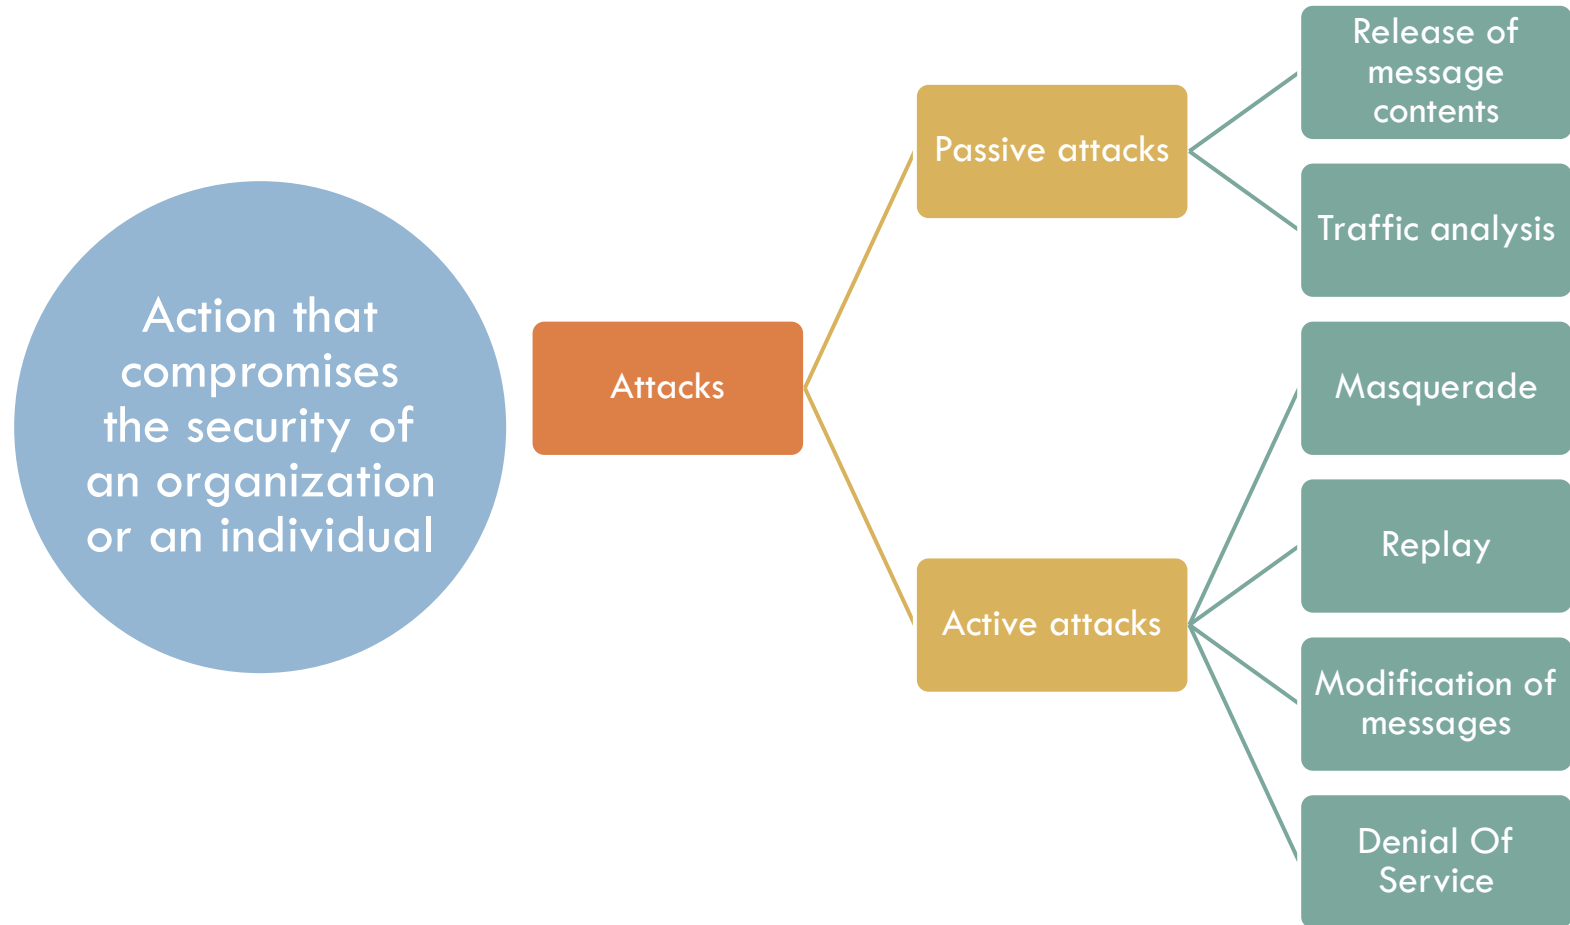 Action that
compromises
the security of
an organization
or an individual
Attacks
Passive attacks
Release of
message
contents
Traffic analysis
Active attacks
Masquerade
Replay
Modification of
messages
Denial Of
Service